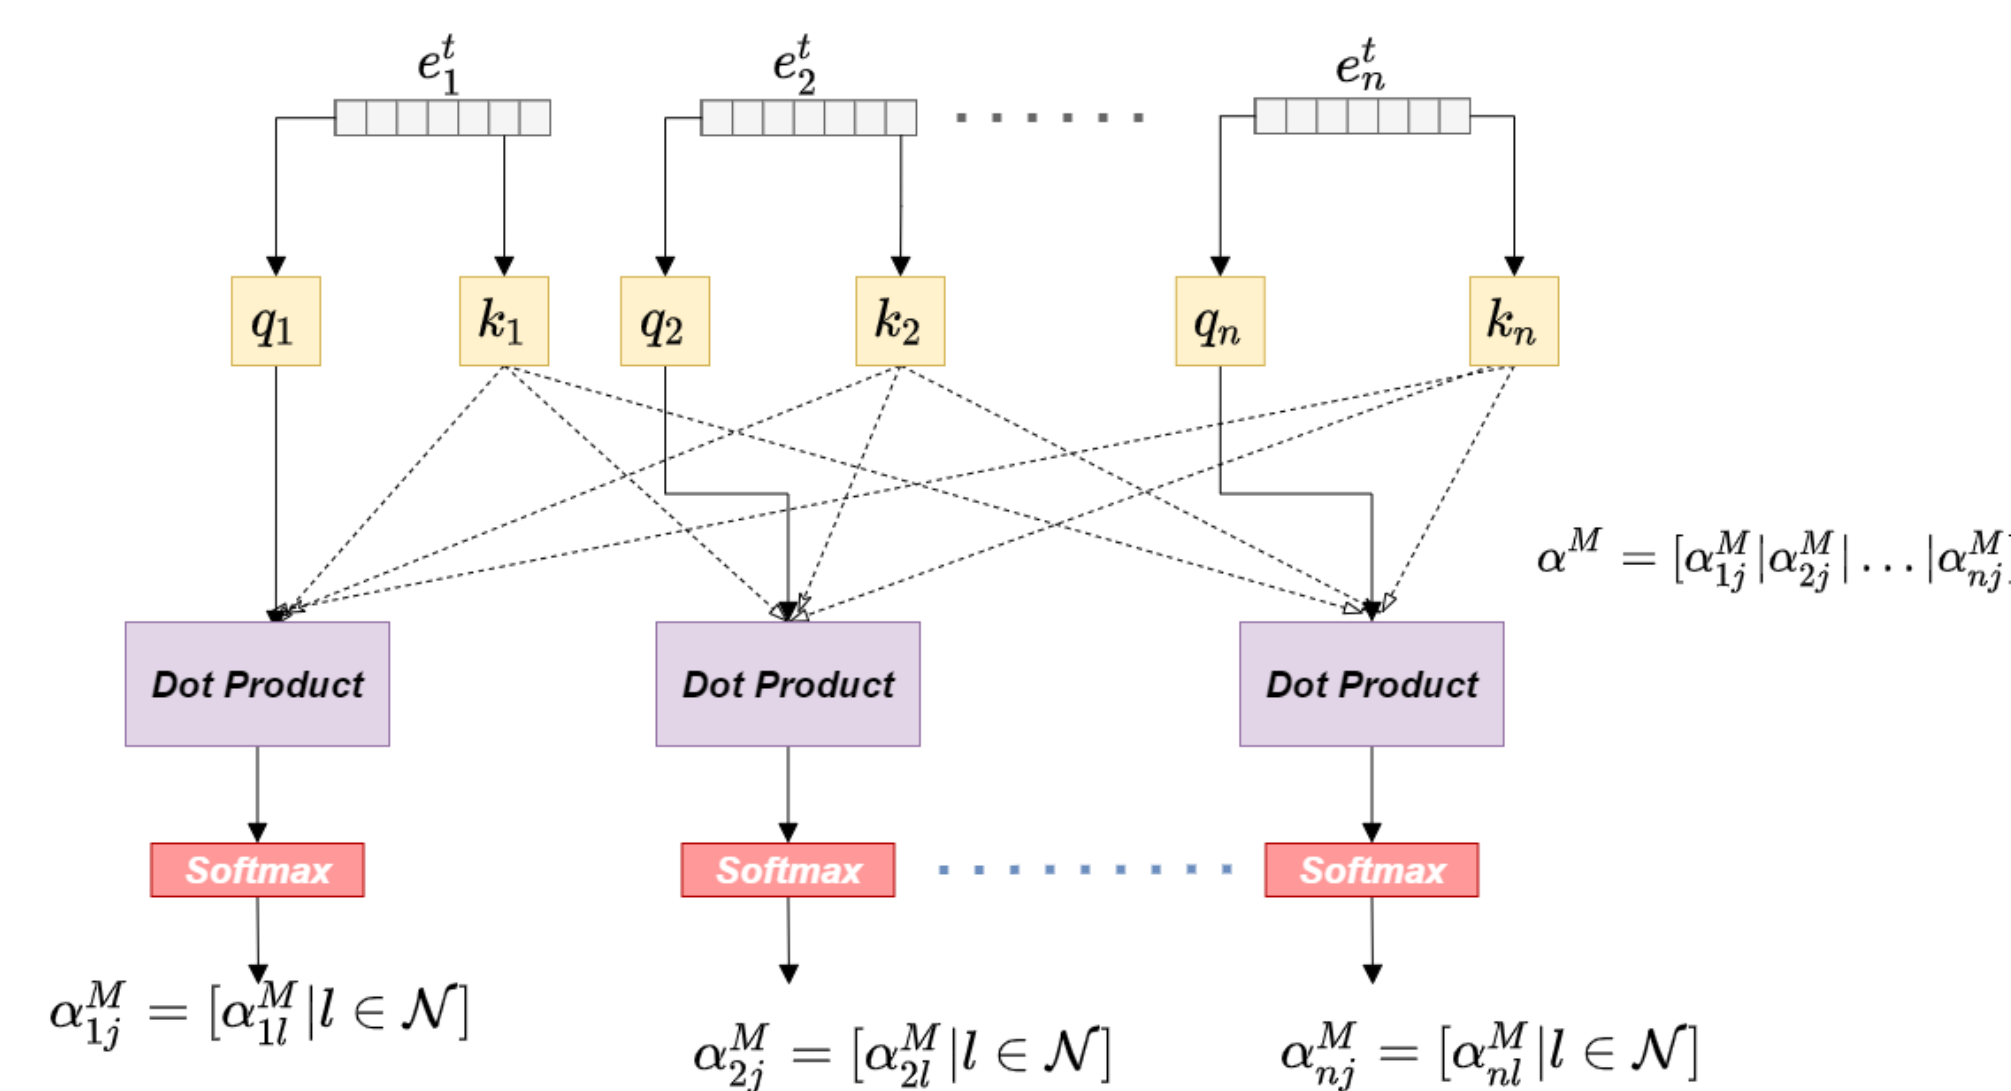 e_1^t e_2^t e_n^t
q_1 k_1 q_2 k_2 q_n k_n
α^M = [α_{1j}^M|α_{2j}^M|...|α_{nj}^M]
Dot Product Dot Product Dot Product
Softmax Softmax Softmax
α_{1j}^M = [α_{1l}^M|l ∈ 𝒩]
α_{2j}^M = [α_{2l}^M|l ∈ 𝒩]
α_{nj}^M = [α_{nl}^M|l ∈ 𝒩]